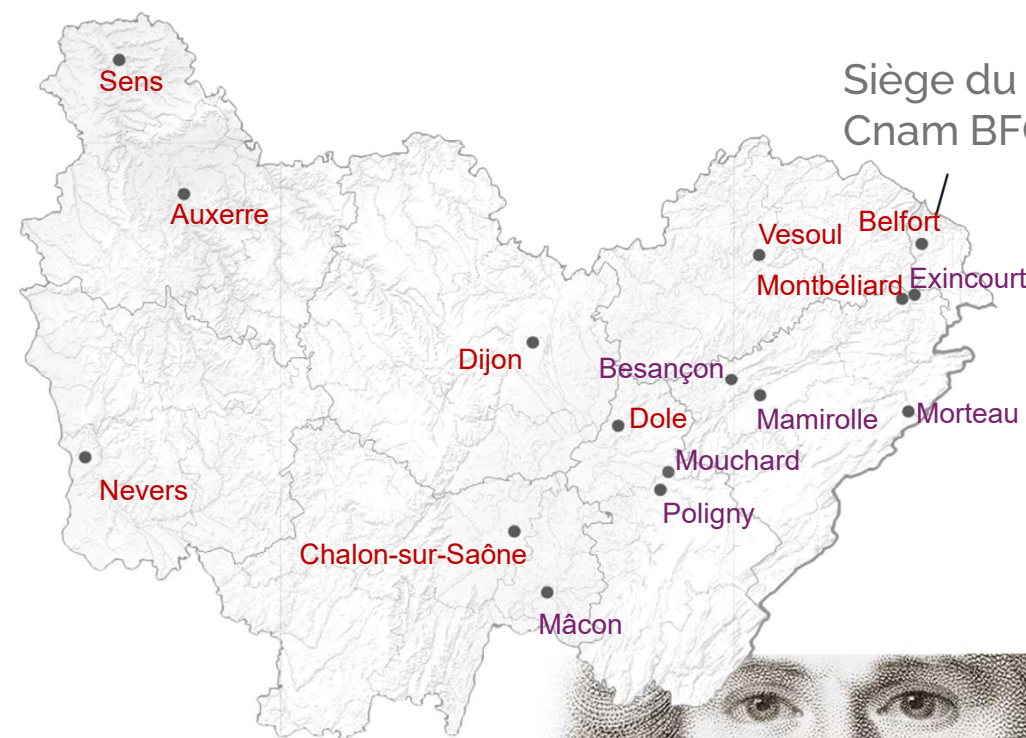 Sens
Siège du
Cnam BFC
Auxerre
Vesoul
Belfort
Montbéliard
Exincourt
Dijon
Besançon
Dole
Mamirolle
Morteau
Mouchard
Nevers
Poligny
Chalon-sur-Saône
Mâcon